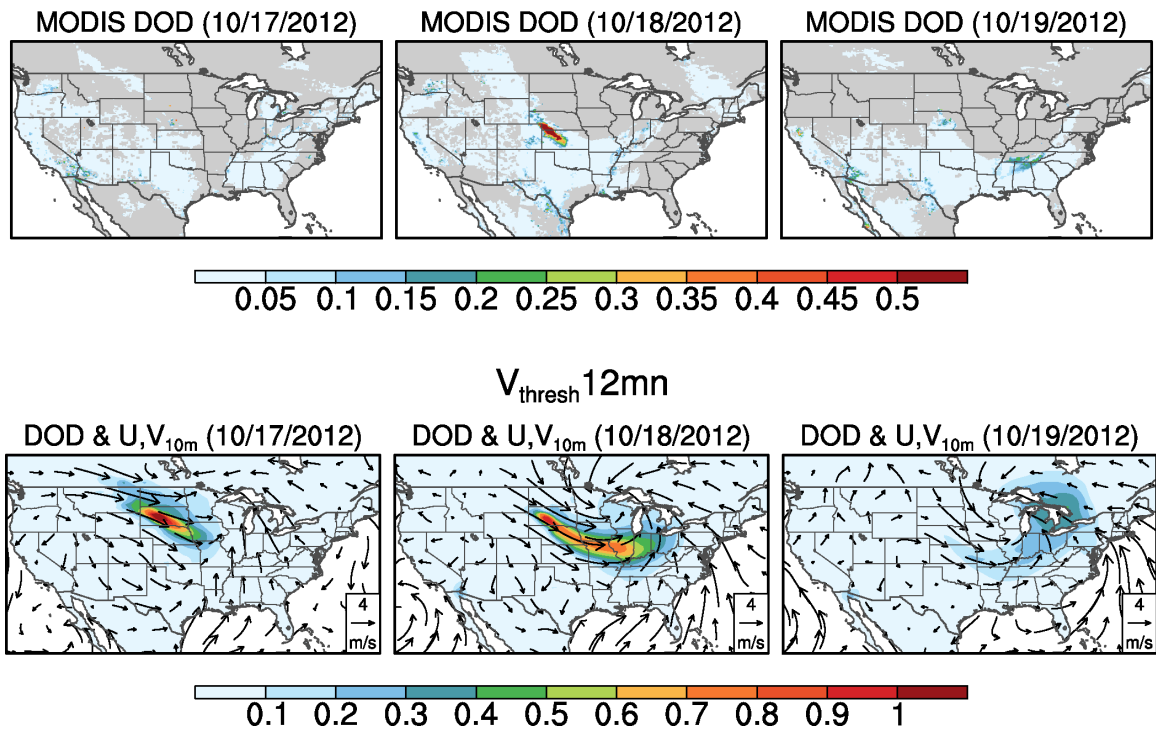 MODIS DOD (10/17/2012) MODIS DOD (10/18/2012) MODIS DOD (10/19/2012)
0.05 0.1 0.15 0.2 0.25 0.3 0.35 0.4 0.45 0.5
Vthresh12mn
DOD & U,V10m (10/17/2012) DOD & U,V10m (10/18/2012) DOD & U,V10m (10/19/2012)
4 4 4
m/s m/s m/s
0.1 0.2 0.3 0.4 0.5 0.6 0.7 0.8 0.9 1